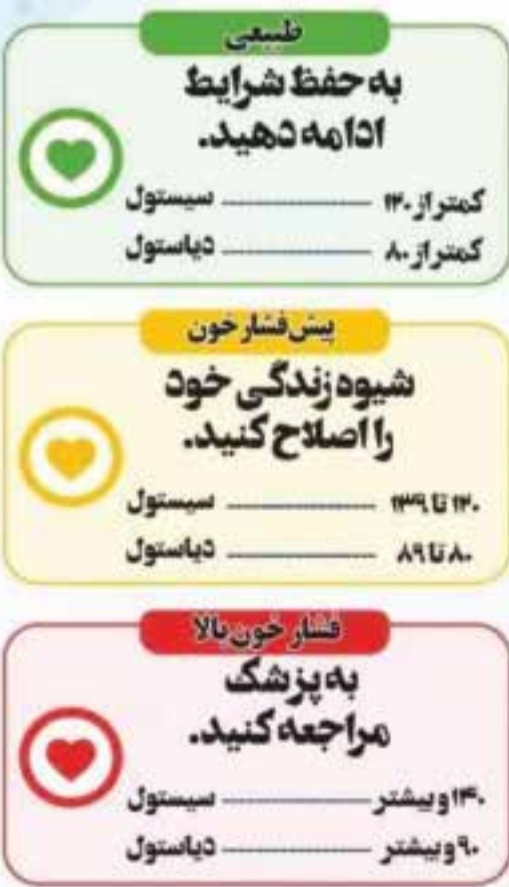 طبیعی
به حفظ شرایط
ادامه دهید.
سیستول ---------- کمتر از ۱۲۰
دیاستول ---------- کمتر از ۸۰
پیش فشار خون
شیوه زندگی خود
را اصلاح کنید.
سیستول ---------- ۱۲۰ تا ۱۳۹
دیاستول ---------- ۸۰ تا ۸۹
فشار خون بالا
به پزشک
مراجعه کنید.
سیستول ---------- ۱۴۰ و بیشتر
دیاستول ---------- ۹۰ و بیشتر